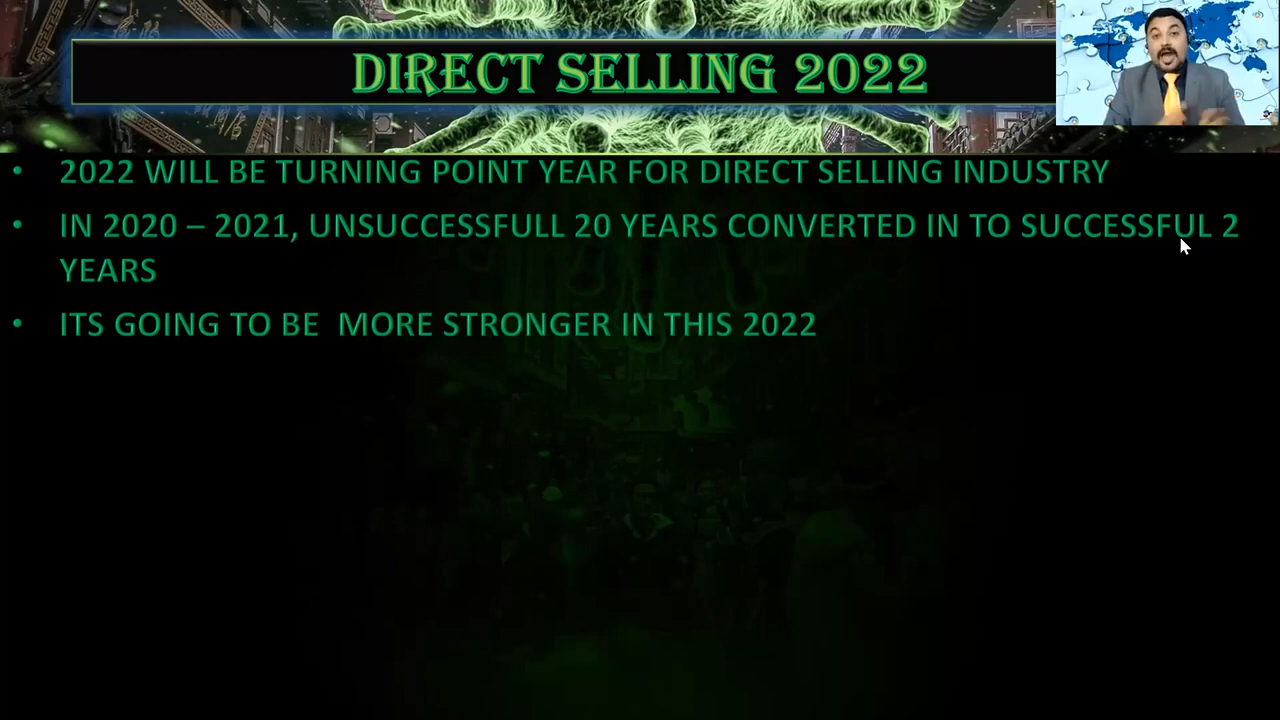 DIRECT SELLING 2022
• 2022 WILL BE TURNING POINT YEAR FOR DIRECT SELLING INDUSTRY
• IN 2020 – 2021, UNSUCCESSFULL 20 YEARS CONVERTED IN TO SUCCESSFUL 2
YEARS
• ITS GOING TO BE MORE STRONGER IN THIS 2022